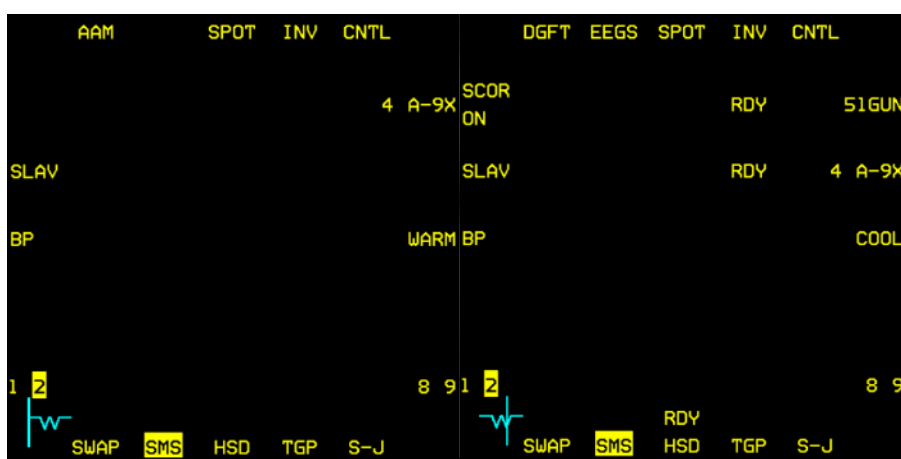 AAM SPOT INV CNTL
4 A-9X
SLAV
BP WARM
1 2 8 9
W
SWAP SMS HSD TGP S-J
DGFT EEGS SPOT INV CNTL
SCOR
ON RDY 51GUN
SLAV RDY 4 A-9X
BP COOL
1 2 8 9
W RDY
SWAP SMS HSD TGP S-J